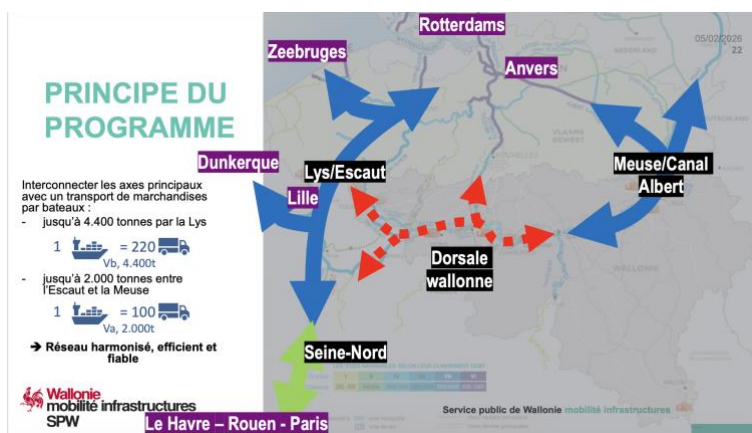 Rotterdams
05/02/2026
22
Zeebruges
Anvers
PRINCIPE DU
PROGRAMME
Dunkerque
Lys/Escaut
Lille
Meuse/Canal
Albert
Interconnecter les axes principaux
avec un transport de marchandises
par bateaux :
- jusqu'à 4.400 tonnes par la Lys
1 = 220
Vb, 4.400t
- jusqu'à 2.000 tonnes entre
l'Escaut et la Meuse
1 = 100
Va, 2.000t
➔ Réseau harmonisé, efficient et
fiable
Dorsale
wallonne
WALLONIE
Seine-Nord
Wallonie
mobilité infrastructures
SPW
Le Havre – Rouen - Paris
Service public de Wallonie mobilité infrastructures